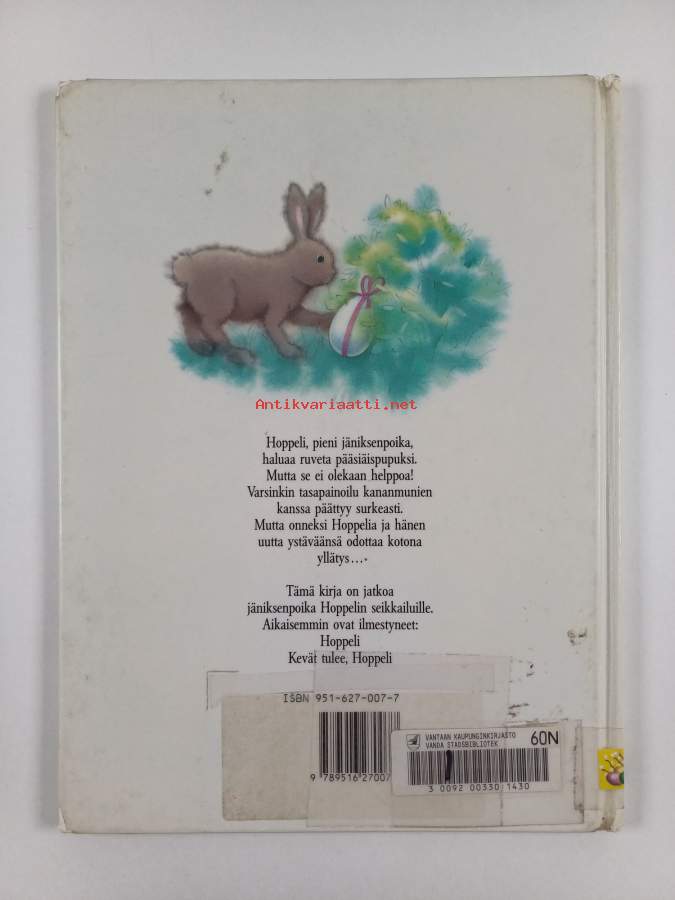 Antikvariaatti.net
Hoppeli, pieni jäniksenpoika,
haluaa ruveta pääsiäispupuksi.
Mutta se ei olekaan helppoa!
Varsinkin tasapainoilu kananmunien
kanssa päättyy surkeasti.
Mutta onneksi Hoppelia ja hänen
uutta ystäväänsä odottaa kotona
yllätys...
Tämä kirja on jatkoa
jäniksenpoika Hoppelin seikkailuille.
Aikaisemmin ovat ilmestyneet:
Hoppeli
Kevät tulee, Hoppeli
ISBN 951-627-007-7
9 789516 27007
VANTAAN KAUPUNGINKIRJASTO
VANDA STADSBIBLIOTEK
60N
3 0092 00330 1430